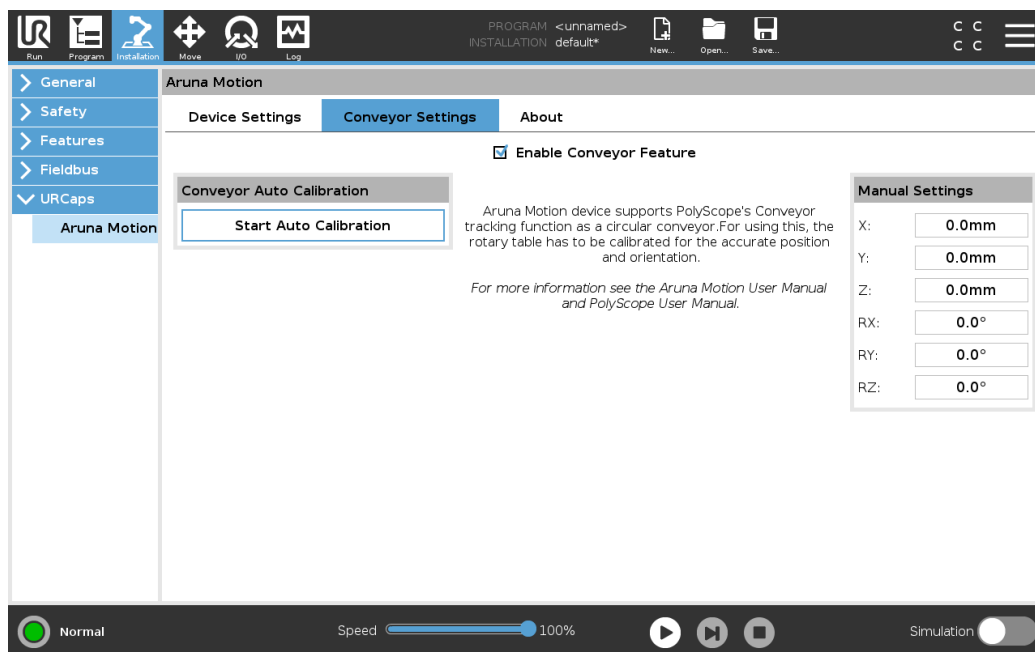 PROGRAM <unnamed>
INSTALLATION default*
UR
Run
Program
Installation
Move
I/O
Log
New...
Open...
Save...
C C
C C
General
Safety
Features
Fieldbus
URCaps
Aruna Motion
Aruna Motion
Device Settings
Conveyor Settings
About
Enable Conveyor Feature
Conveyor Auto Calibration
Start Auto Calibration
Aruna Motion device supports PolyScope's Conveyor
tracking function as a circular conveyor.For using this, the
rotary table has to be calibrated for the accurate position
and orientation.
For more information see the Aruna Motion User Manual
and PolyScope User Manual.
Manual Settings
X: 0.0mm
Y: 0.0mm
Z: 0.0mm
RX: 0.0°
RY: 0.0°
RZ: 0.0°
Normal
Speed 100%
Simulation